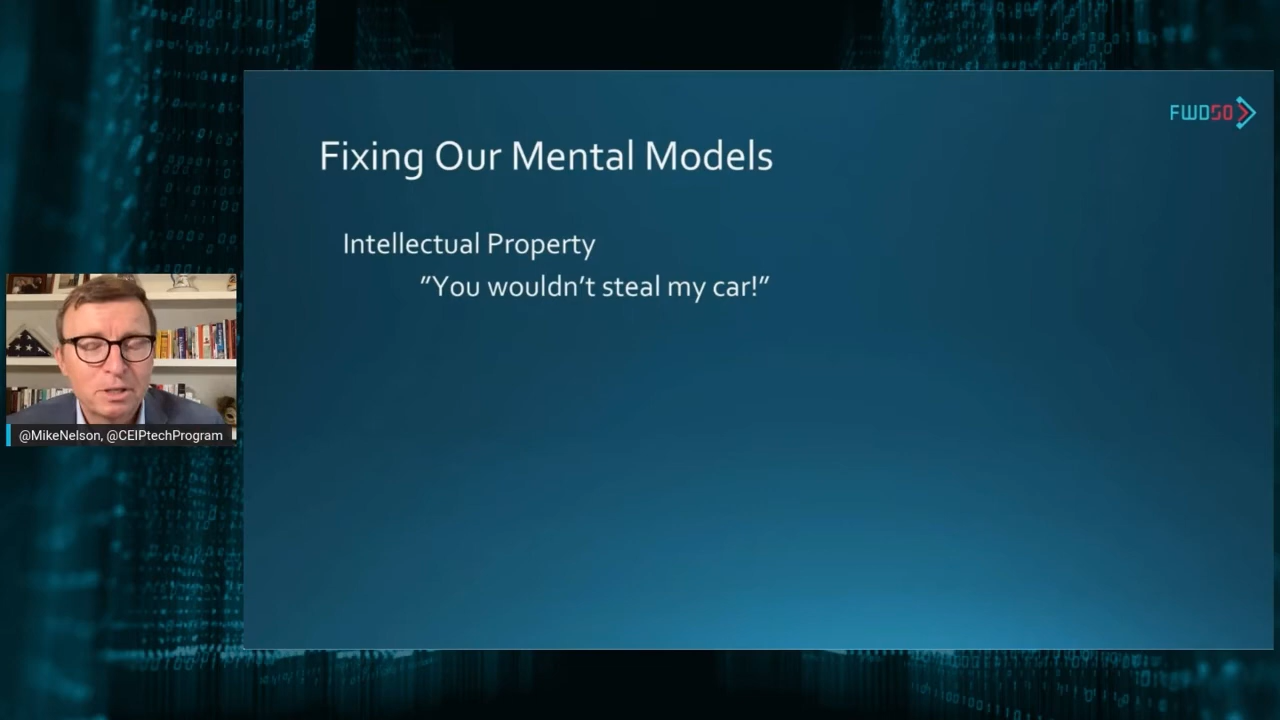 FWD50
Fixing Our Mental Models
Intellectual Property
”You wouldn’t steal my car!”
@MikeNelson, @CEIPtechProgram